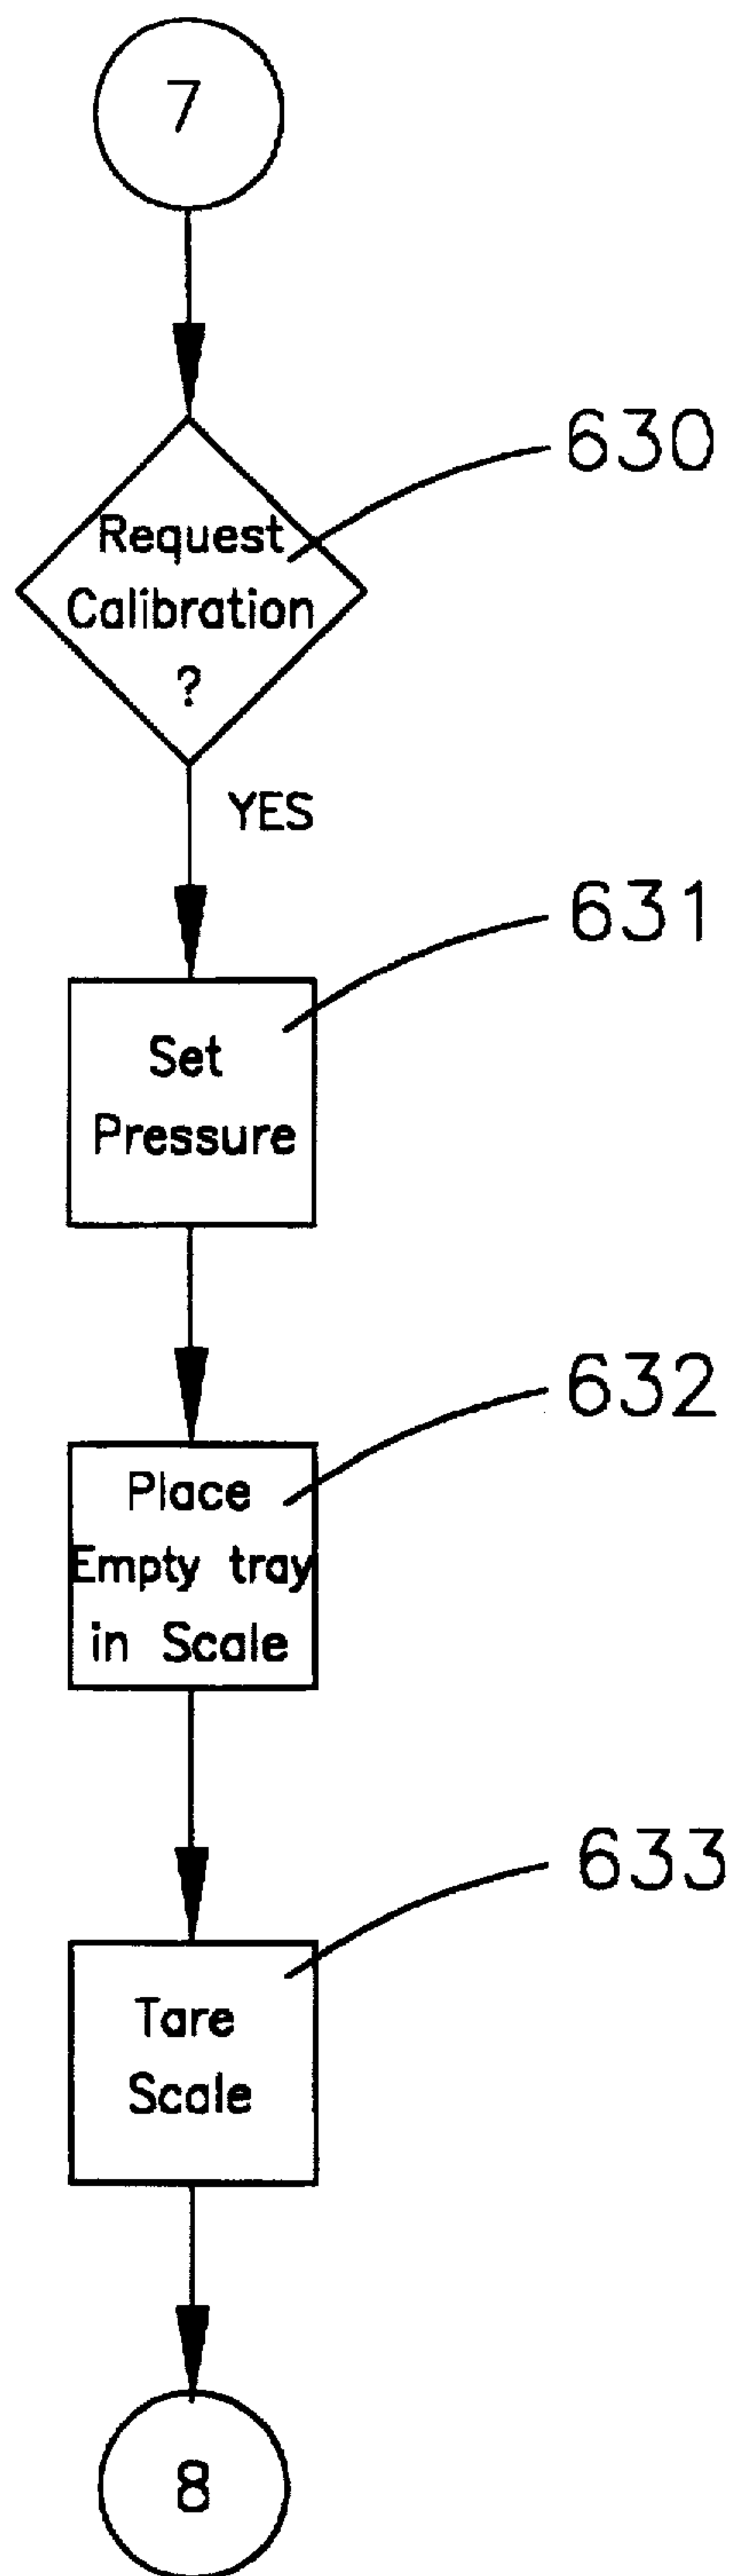 7
630
Request
Calibration
?
YES
631
Set
Pressure
632
Place
Empty tray
in Scale
633
Tare
Scale
8